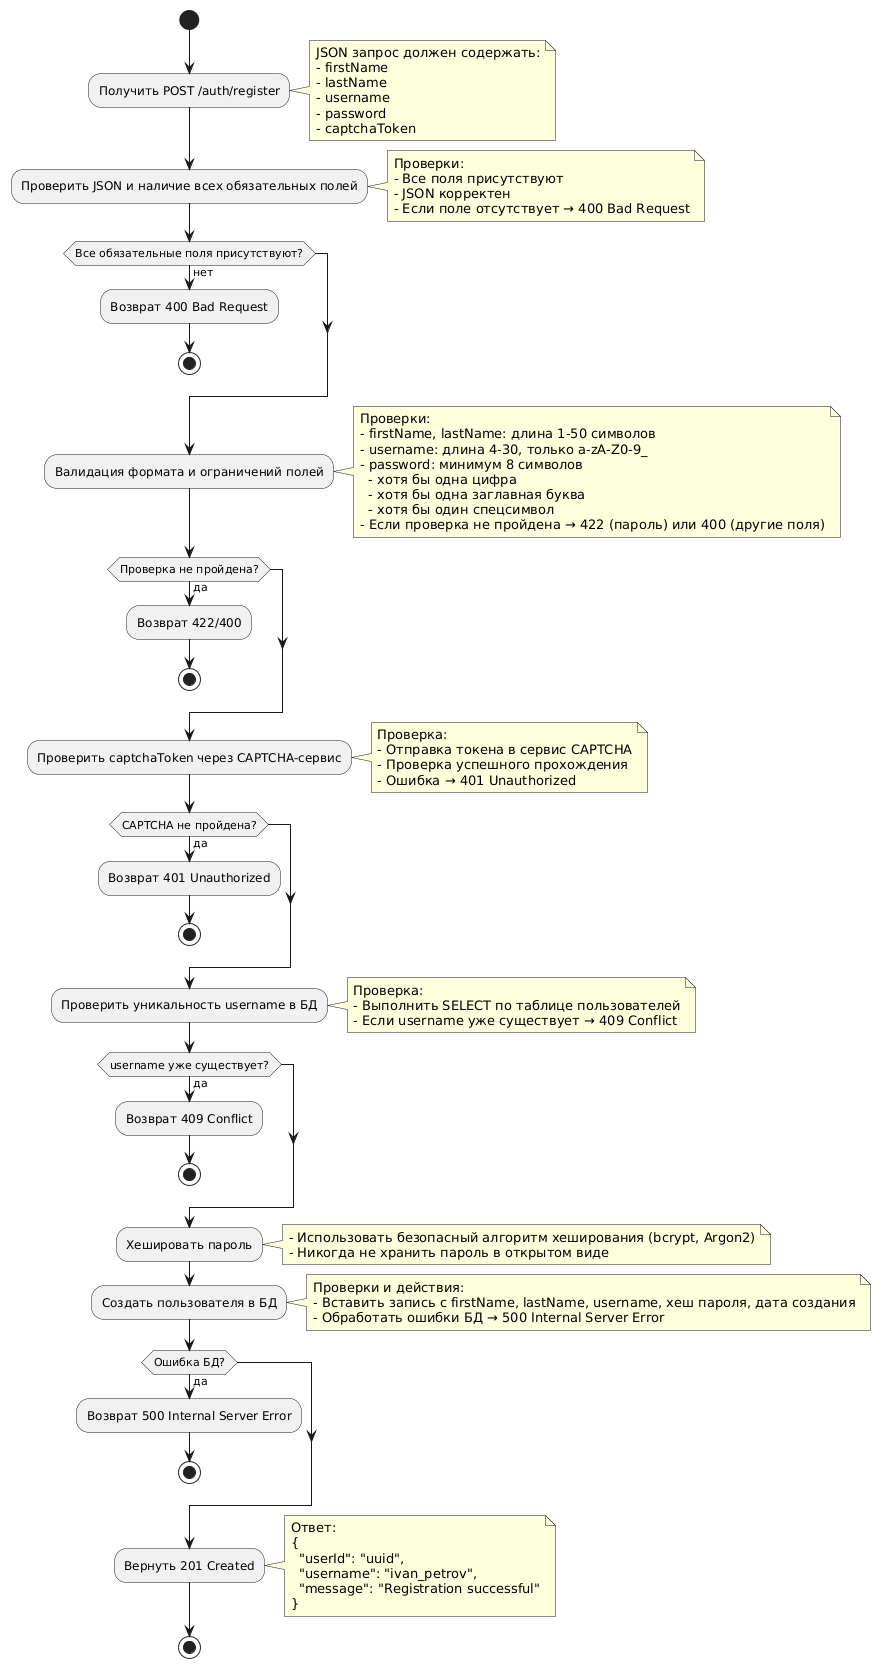 Получить POST /auth/register
JSON запрос должен содержать:
- firstName
- lastName
- username
- password
- captchaToken
Проверить JSON и наличие всех обязательных полей
Проверки:
- Все поля присутствуют
- JSON корректен
- Если поле отсутствует → 400 Bad Request
Все обязательные поля присутствуют?
нет
Возврат 400 Bad Request
Валидация формата и ограничений полей
Проверки:
- firstName, lastName: длина 1-50 символов
- username: длина 4-30, только a-zA-Z0-9_
- password: минимум 8 символов
- хотя бы одна цифра
- хотя бы одна заглавная буква
- хотя бы один спецсимвол
- Если проверка не пройдена → 422 (пароль) или 400 (другие поля)
Проверка не пройдена?
да
Возврат 422/400
Проверить captchaToken через CAPTCHA-сервис
Проверка:
- Отправка токена в сервис CAPTCHA
- Проверка успешного прохождения
- Ошибка → 401 Unauthorized
CAPTCHA не пройдена?
да
Возврат 401 Unauthorized
Проверить уникальность username в БД
Проверка:
- Выполнить SELECT по таблице пользователей
- Если username уже существует → 409 Conflict
username уже существует?
да
Возврат 409 Conflict
Хешировать пароль
- Использовать безопасный алгоритм хеширования (bcrypt, Argon2)
- Никогда не хранить пароль в открытом виде
Создать пользователя в БД
Проверки и действия:
- Вставить запись с firstName, lastName, username, хеш пароля, дата создания
- Обработать ошибки БД → 500 Internal Server Error
Ошибка БД?
да
Возврат 500 Internal Server Error
Вернуть 201 Created
Ответ:
{
"userId": "uuid",
"username": "ivan_petrov",
"message": "Registration successful"
}